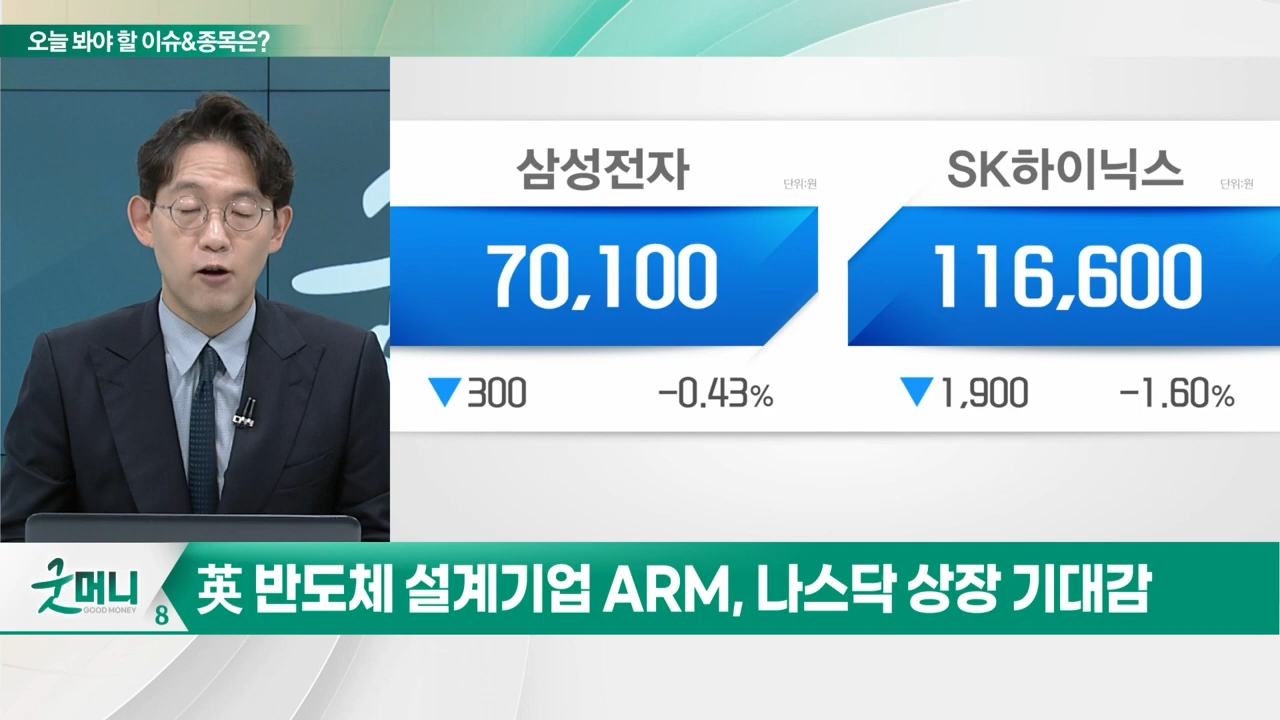 오늘 봐야 할 이슈&종목은?
삼성전자
단위:원
70,100
▼300 -0.43%
SK하이닉스
단위:원
116,600
▼1,900 -1.60%
굿머니
GOOD MONEY
8
英 반도체 설계기업 ARM, 나스닥 상장 기대감